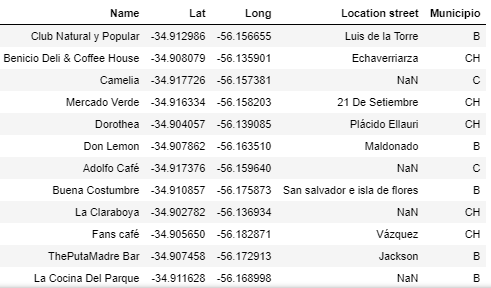 Name Lat Long Location street Municipio
Club Natural y Popular -34.912986 -56.156655 Luis de la Torre B
Benicio Deli & Coffee House -34.908079 -56.135901 Echaverriarza CH
Camelia -34.917726 -56.157381 NaN C
Mercado Verde -34.916334 -56.158203 21 De Setiembre CH
Dorothea -34.904057 -56.139085 Plácido Ellauri CH
Don Lemon -34.907862 -56.163510 Maldonado B
Adolfo Café -34.917376 -56.159640 NaN C
Buena Costumbre -34.910857 -56.175873 San salvador e isla de flores B
La Claraboya -34.902782 -56.136934 NaN CH
Fans café -34.905650 -56.182871 Vázquez CH
ThePutaMadre Bar -34.907458 -56.172913 Jackson B
La Cocina Del Parque -34.911628 -56.168998 NaN B